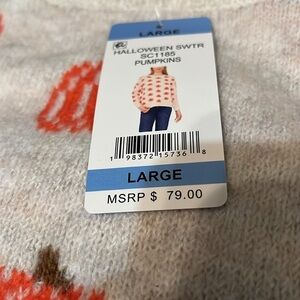 LARGE
HALLOWEEN SWTR
SC1185
PUMPKINS
1 98372 15736 8
LARGE
MSRP $ 79.00